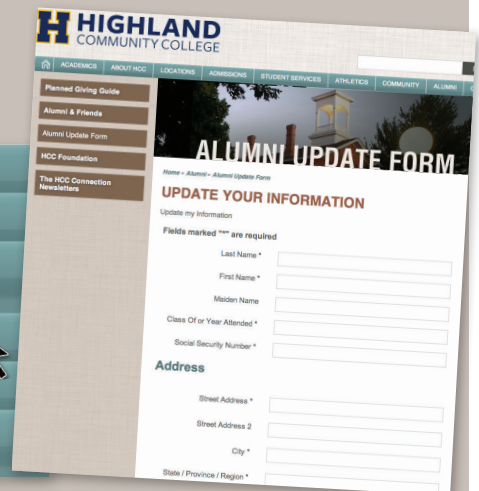 H HIGHLAND
COMMUNITY COLLEGE
ACADEMICS ABOUT HCC LOCATIONS ADMISSIONS STUDENT SERVICES ATHLETICS COMMUNITY ALUMNI
Planned Giving Guide
Alumni & Friends
Alumni Update Form
HCC Foundation
The HCC Connection
Newsletters
ALUMNI UPDATE FORM
Home » Alumni » Alumni Update Form
UPDATE YOUR INFORMATION
Update my Information
Fields marked "*" are required
Last Name *
First Name *
Maiden Name
Class Of or Year Attended *
Social Security Number *
Address
Street Address *
Street Address 2
City *
State / Province / Region *